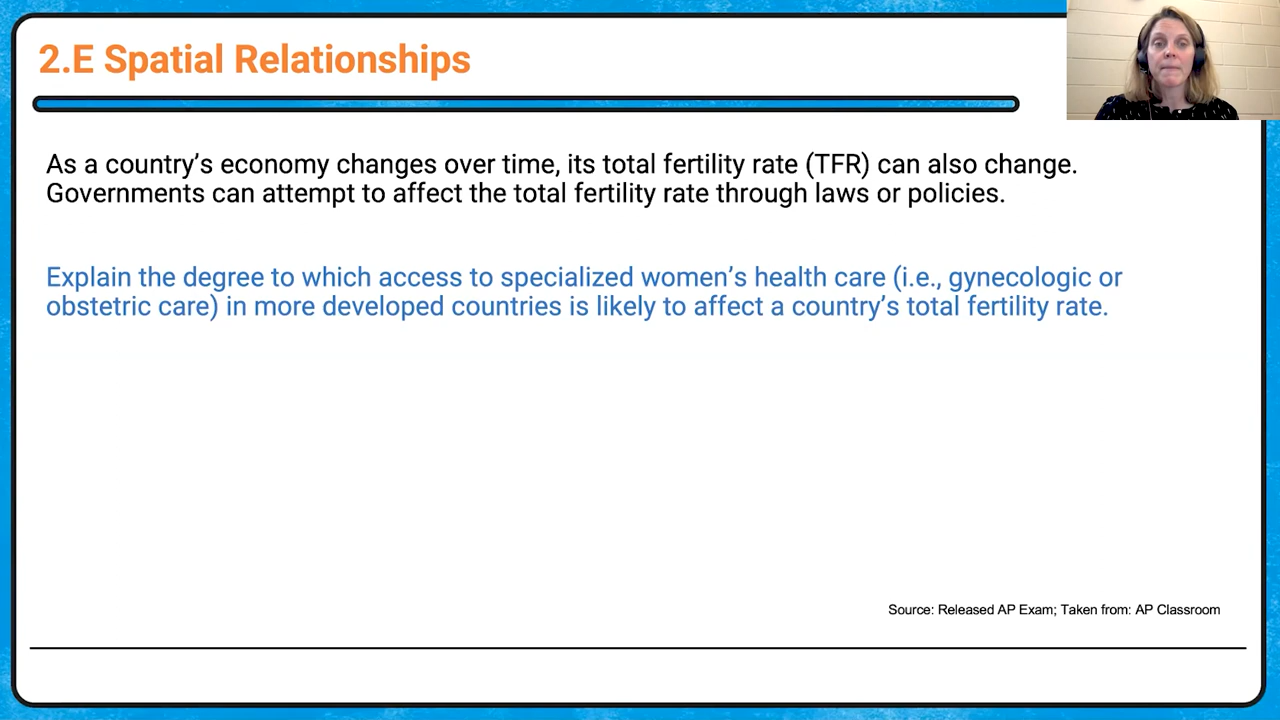 2.E Spatial Relationships
As a country’s economy changes over time, its total fertility rate (TFR) can also change.
Governments can attempt to affect the total fertility rate through laws or policies.
Explain the degree to which access to specialized women’s health care (i.e., gynecologic or
obstetric care) in more developed countries is likely to affect a country’s total fertility rate.
Source: Released AP Exam; Taken from: AP Classroom